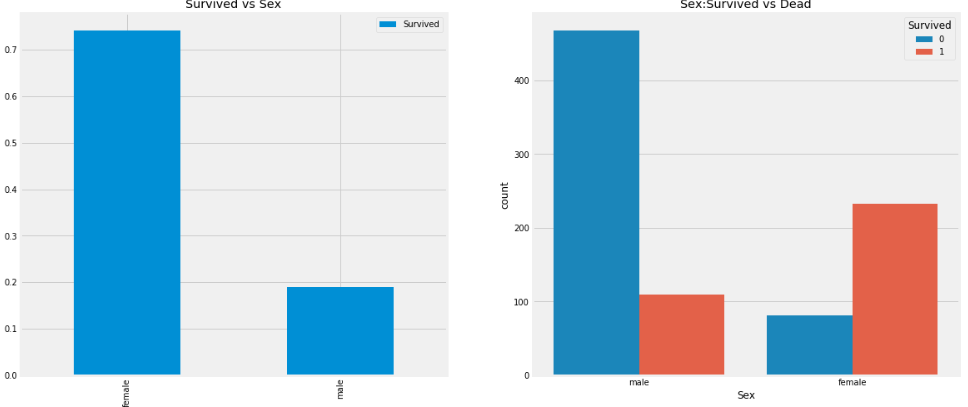 Survived vs Sex
Survived
0.7
0.6
0.5
0.4
0.3
0.2
0.1
0.0
female
male
Sex:Survived vs Dead
Survived
0
1
400
300
200
100
0
count
male
female
Sex